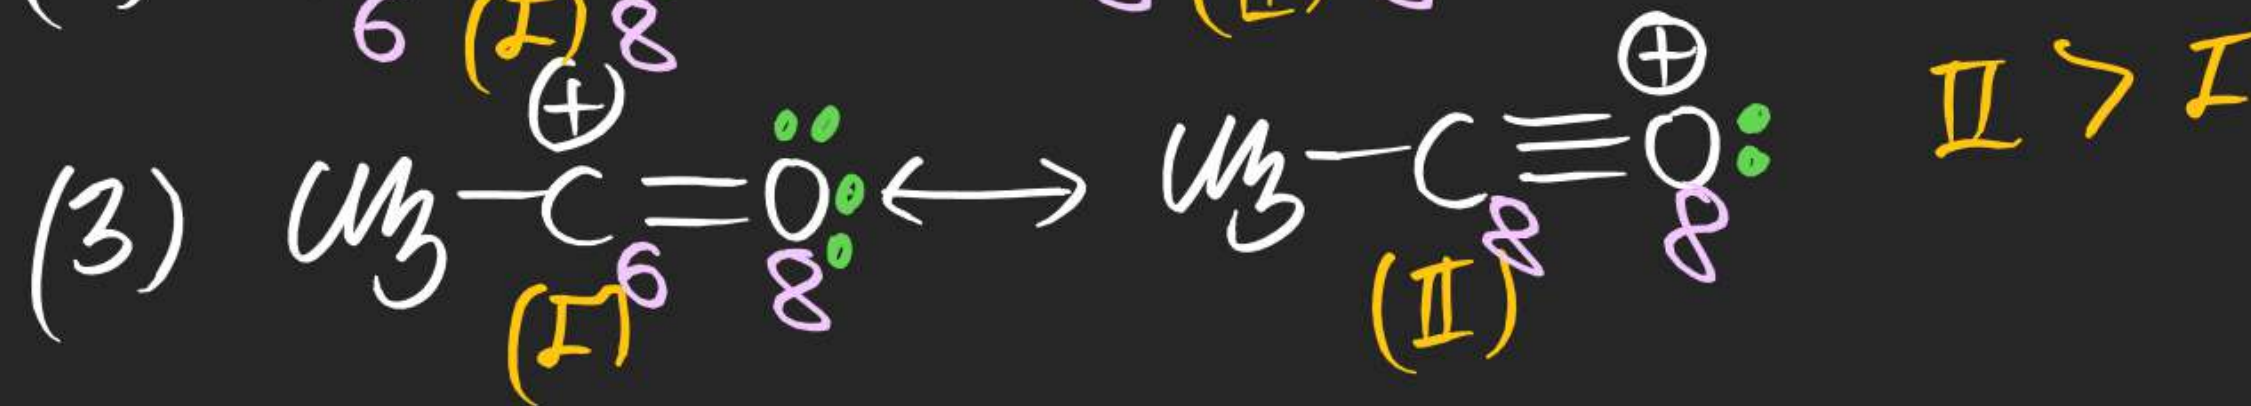 6 (I) 8
(3) CH3–C⊕=O ⟷ CH3–C≡O⊕ II > I
6 8 8 8
(I) (II)